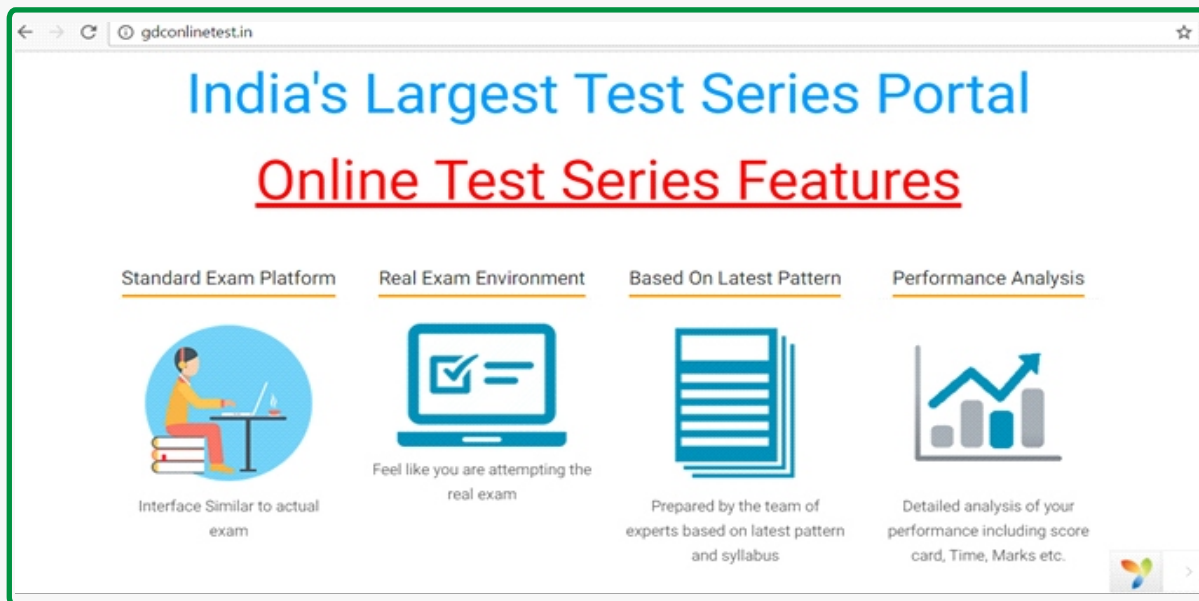 gdconlinetest.in
India's Largest Test Series Portal
Online Test Series Features
Standard Exam Platform
Interface Similar to actual
exam
Real Exam Environment
Feel like you are attempting the
real exam
Based On Latest Pattern
Prepared by the team of
experts based on latest pattern
and syllabus
Performance Analysis
Detailed analysis of your
performance including score
card, Time, Marks etc.